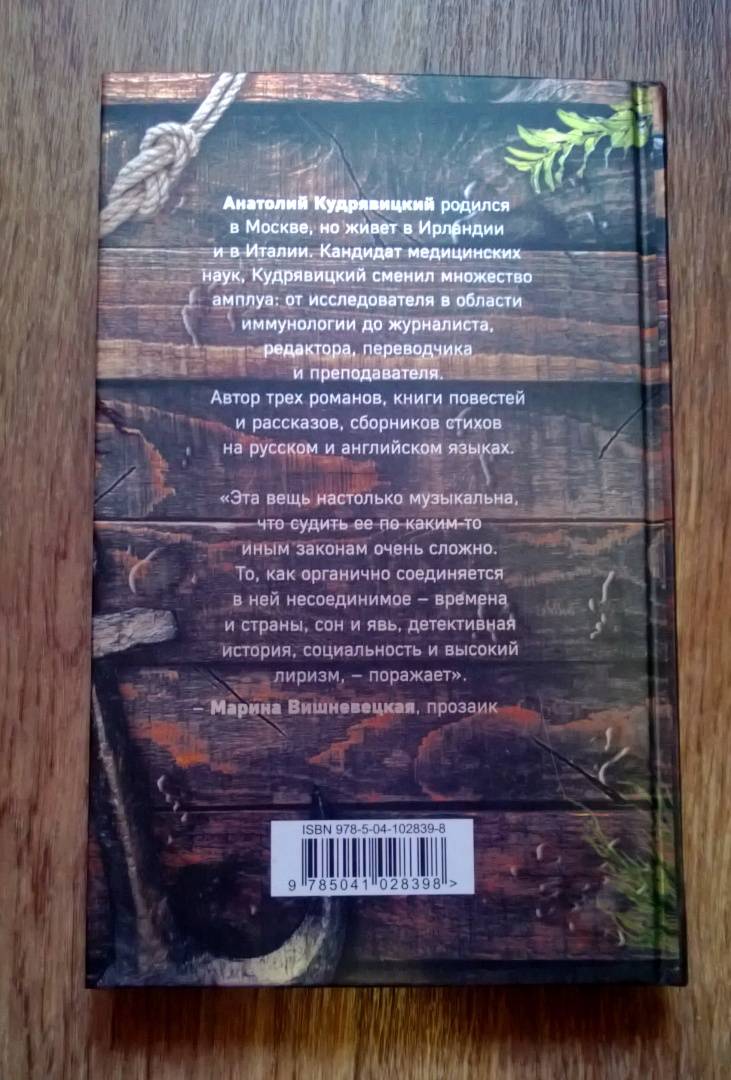 Анатолий Кудрявицкий родился
в Москве, но живет в Ирландии
и в Италии. Кандидат медицинских
наук, Кудрявицкий сменил множество
амплуа: от исследователя в области
иммунологии до журналиста,
редактора, переводчика
и преподавателя.
Автор трех романов, книги повестей
и рассказов, сборников стихов
на русском и английском языках.
«Эта вещь настолько музыкальна,
что судить ее по каким-то
иным законам очень сложно.
То, как органично соединяется
в ней несоединимое – времена
и страны, сон и явь, детективная
история, социальность и высокий
лиризм, – поражает».
– Марина Вишневецкая, прозаик
ISBN 978-5-04-102839-8
9 785041 028398 >